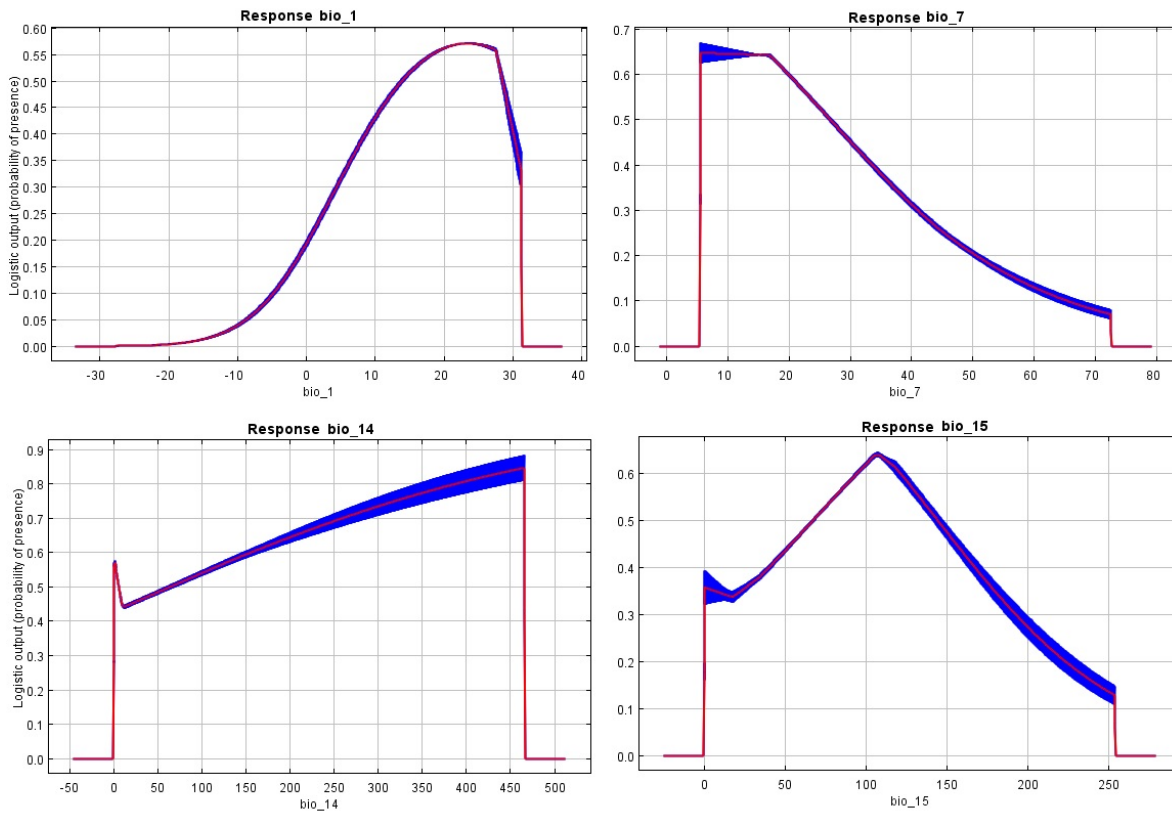 Response bio_1
Logistic output (probability of presence)
0.60
0.55
0.50
0.45
0.40
0.35
0.30
0.25
0.20
0.15
0.10
0.05
0.00
-30 -20 -10 0 10 20 30 40
bio_1
Response bio_7
0.7
0.6
0.5
0.4
0.3
0.2
0.1
0.0
0 10 20 30 40 50 60 70 80
bio_7
Response bio_14
Logistic output (probability of presence)
0.9
0.8
0.7
0.6
0.5
0.4
0.3
0.2
0.1
0.0
-50 0 50 100 150 200 250 300 350 400 450 500
bio_14
Response bio_15
0.6
0.5
0.4
0.3
0.2
0.1
0.0
0 50 100 150 200 250
bio_15